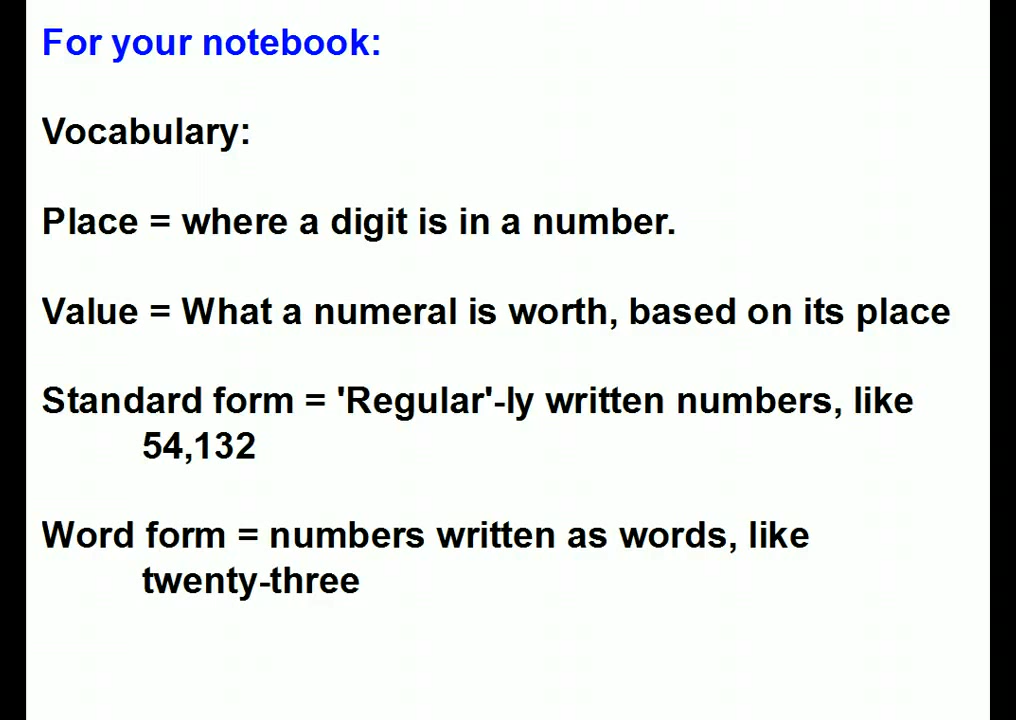 For your notebook:
Vocabulary:
Place = where a digit is in a number.
Value = What a numeral is worth, based on its place
Standard form = 'Regular'-ly written numbers, like
54,132
Word form = numbers written as words, like
twenty-three